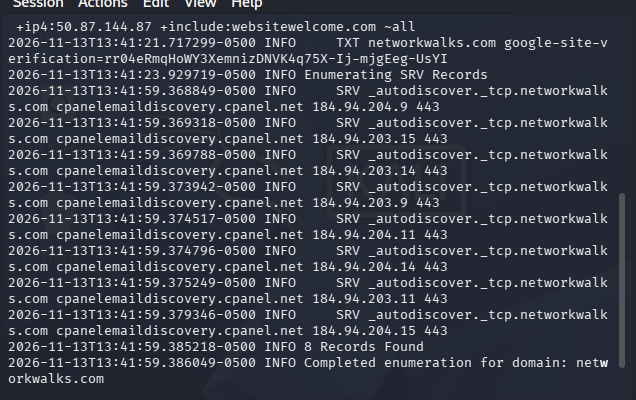 Session Actions Edit View Help
+ip4:50.87.144.87 +include:websitewelcome.com ~all
2026-11-13T13:41:21.717299-0500 INFO     TXT networkwalks.com google-site-v
erification=rr04eRmqHoWY3XemnizDNVK4q75X-Ij-mjgEeg-UsYI
2026-11-13T13:41:23.929719-0500 INFO Enumerating SRV Records
2026-11-13T13:41:59.368849-0500 INFO     SRV _autodiscover._tcp.networkwalk
s.com cpanelemaildiscovery.cpanel.net 184.94.204.9 443
2026-11-13T13:41:59.369318-0500 INFO     SRV _autodiscover._tcp.networkwalk
s.com cpanelemaildiscovery.cpanel.net 184.94.203.15 443
2026-11-13T13:41:59.369788-0500 INFO     SRV _autodiscover._tcp.networkwalk
s.com cpanelemaildiscovery.cpanel.net 184.94.203.14 443
2026-11-13T13:41:59.373942-0500 INFO     SRV _autodiscover._tcp.networkwalk
s.com cpanelemaildiscovery.cpanel.net 184.94.203.9 443
2026-11-13T13:41:59.374517-0500 INFO     SRV _autodiscover._tcp.networkwalk
s.com cpanelemaildiscovery.cpanel.net 184.94.204.11 443
2026-11-13T13:41:59.374796-0500 INFO     SRV _autodiscover._tcp.networkwalk
s.com cpanelemaildiscovery.cpanel.net 184.94.204.14 443
2026-11-13T13:41:59.375249-0500 INFO     SRV _autodiscover._tcp.networkwalk
s.com cpanelemaildiscovery.cpanel.net 184.94.203.11 443
2026-11-13T13:41:59.379346-0500 INFO     SRV _autodiscover._tcp.networkwalk
s.com cpanelemaildiscovery.cpanel.net 184.94.204.15 443
2026-11-13T13:41:59.385218-0500 INFO 8 Records Found
2026-11-13T13:41:59.386049-0500 INFO Completed enumeration for domain: netw
orkwalks.com